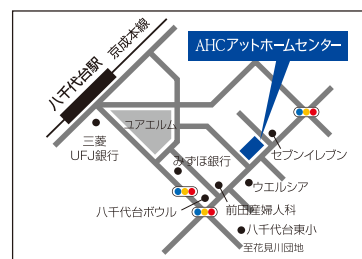 京成本線
八千代台駅
AHCアットホームセンター
ユアエルム
三菱
UFJ銀行
みずほ銀行
セブンイレブン
ウエルシア
八千代台ボウル
前田産婦人科
八千代台東小
至花見川団地